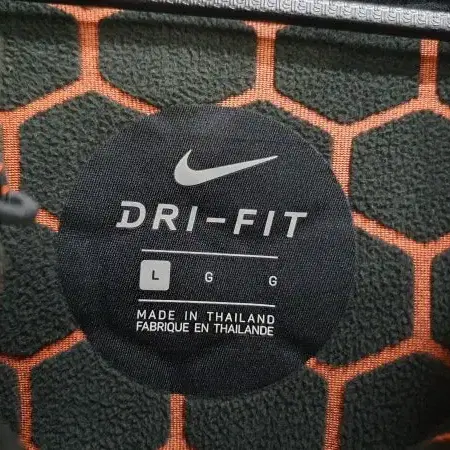 DRI-FIT
L G G
MADE IN THAILAND
FABRIQUE EN THAILANDE